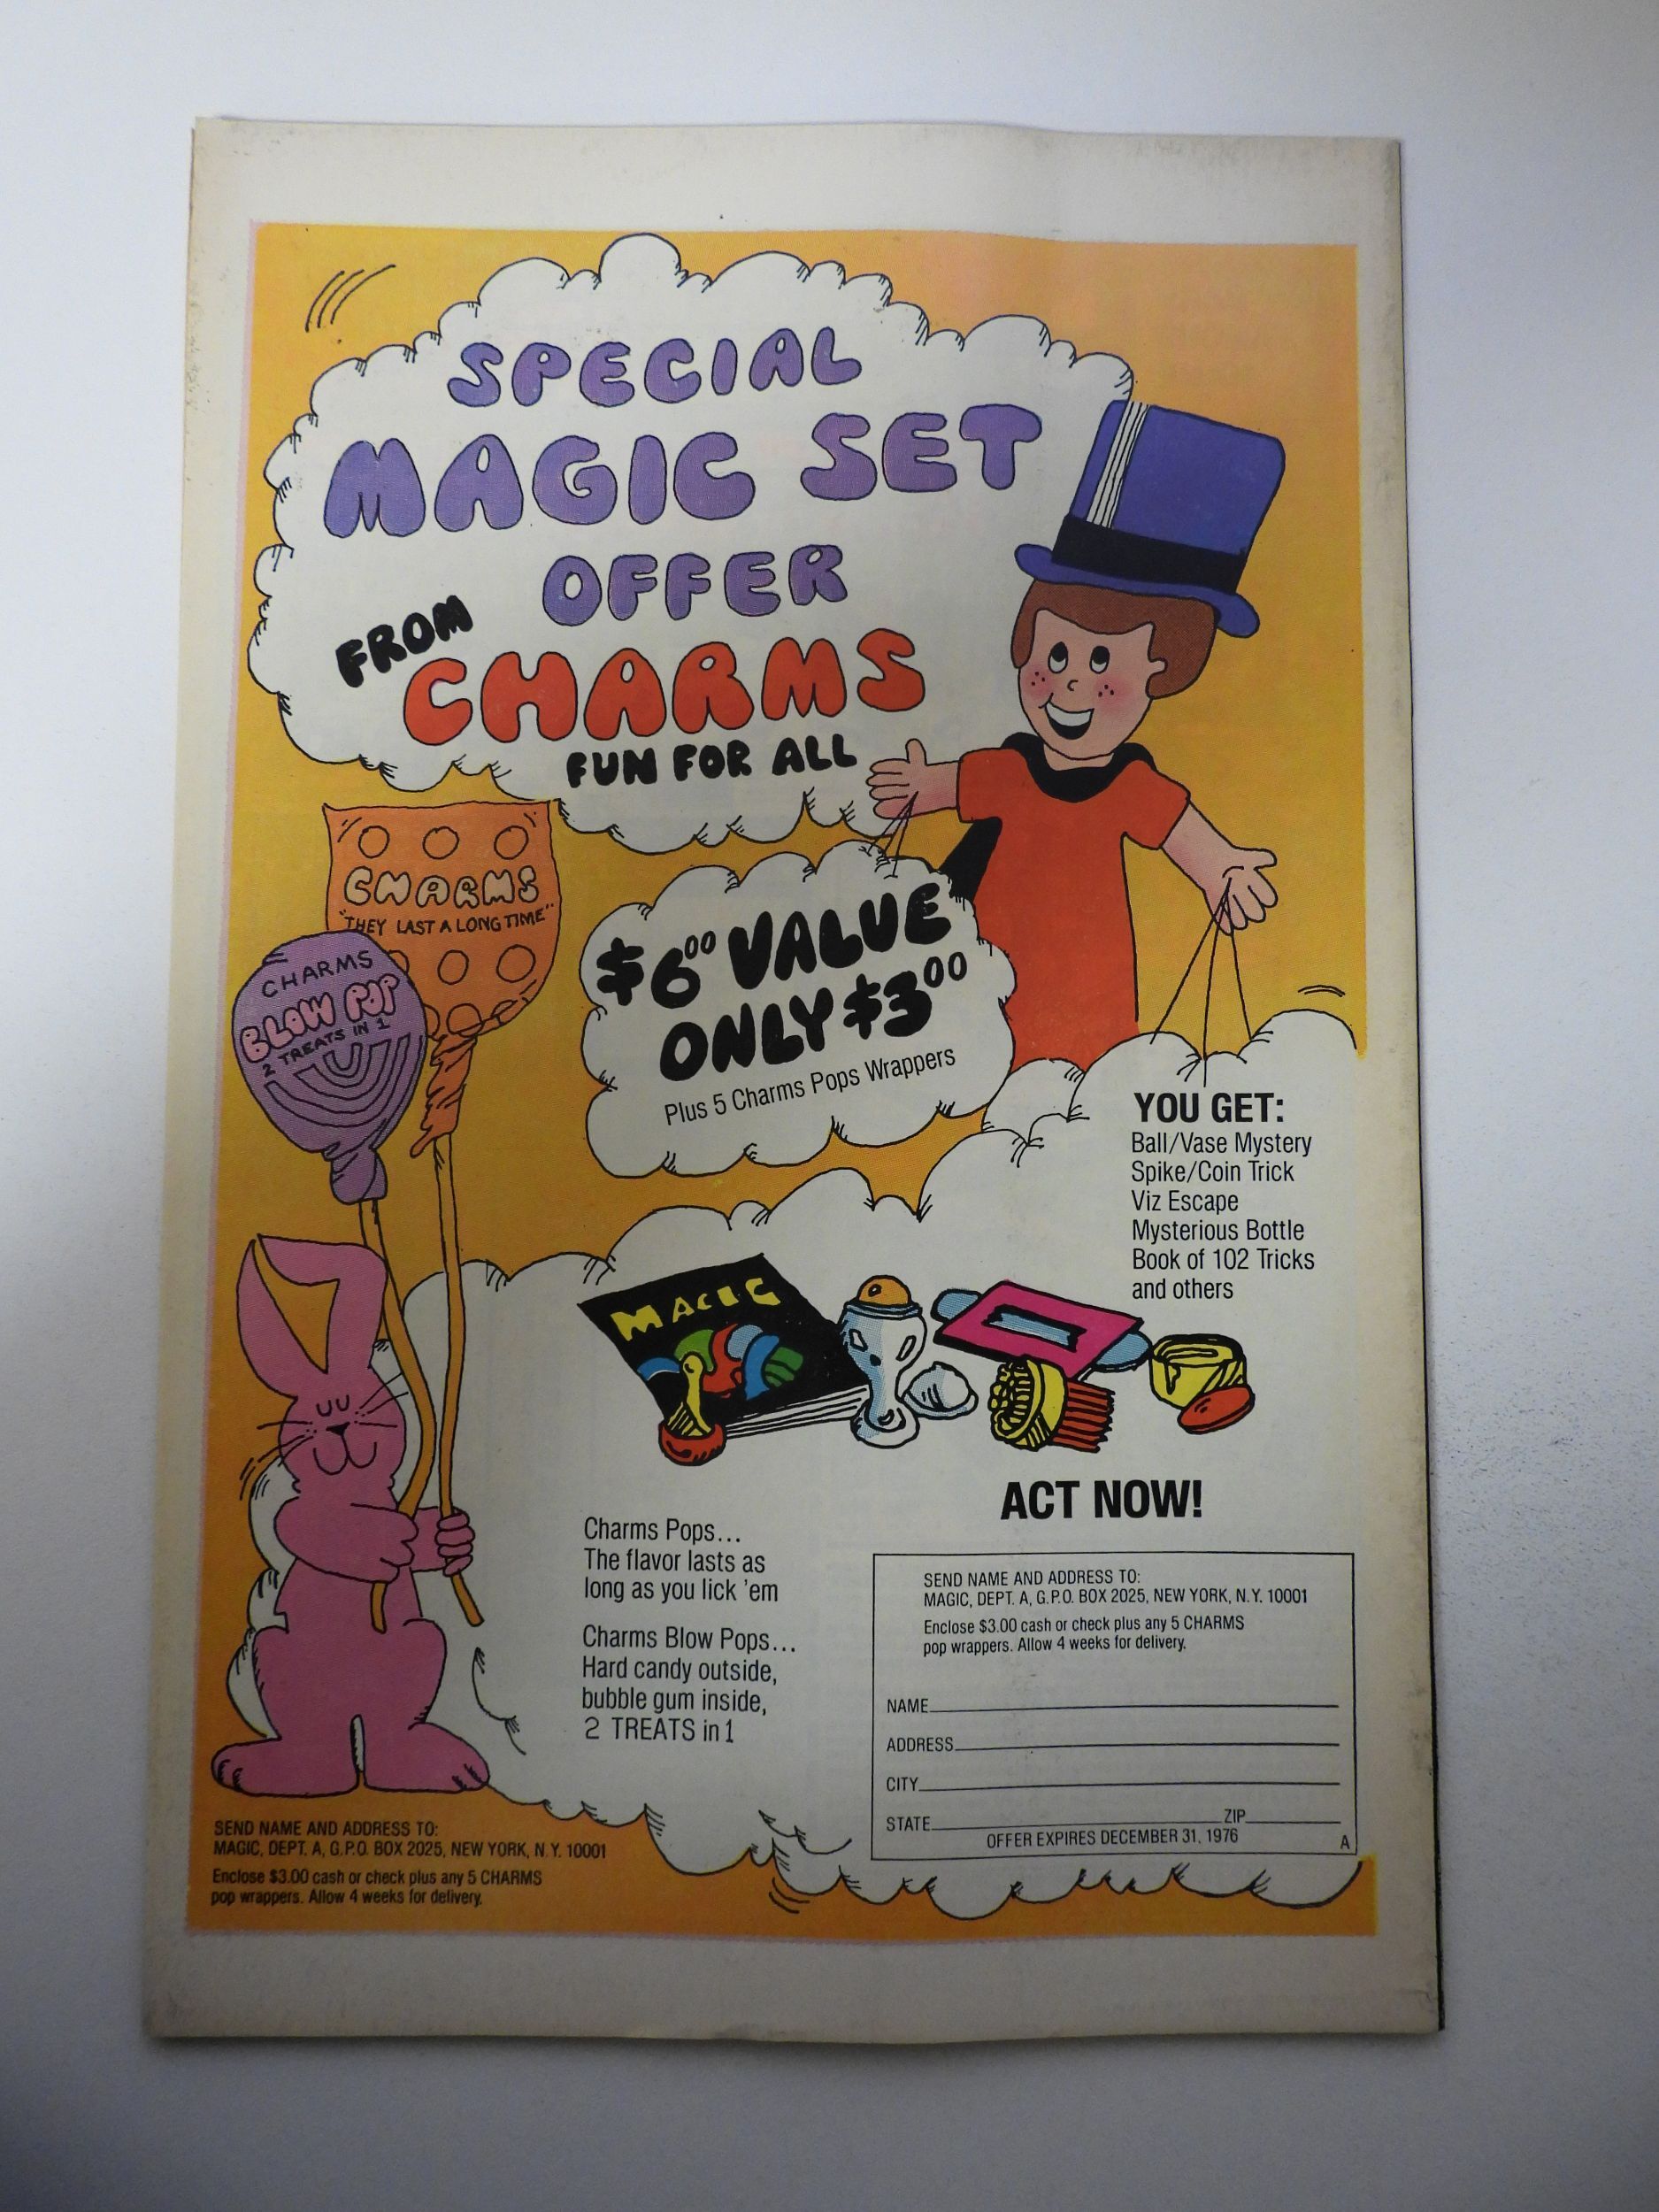 SPECIAL
MAGIC SET
OFFER
FROM
CHARMS
FUN FOR ALL
CHARMS
"THEY LAST A LONG TIME"
CHARMS
BLOW POP
2 TREATS IN 1
$6.00 VALUE
ONLY $3.00
Plus 5 Charms Pops Wrappers
YOU GET:
Ball/Vase Mystery
Spike/Coin Trick
Viz Escape
Mysterious Bottle
Book of 102 Tricks
and others
MAGIC
ACT NOW!
Charms Pops...
The flavor lasts as
long as you lick 'em
Charms Blow Pops...
Hard candy outside,
bubble gum inside,
2 TREATS in 1
SEND NAME AND ADDRESS TO:
MAGIC, DEPT. A, G.P.O. BOX 2025, NEW YORK, N.Y. 10001
Enclose $3.00 cash or check plus any 5 CHARMS
pop wrappers. Allow 4 weeks for delivery.
NAME
ADDRESS
CITY
STATE ZIP
OFFER EXPIRES DECEMBER 31, 1976
A
SEND NAME AND ADDRESS TO:
MAGIC, DEPT. A, G.P.O. BOX 2025, NEW YORK, N.Y. 10001
Enclose $3.00 cash or check plus any 5 CHARMS
pop wrappers. Allow 4 weeks for delivery.